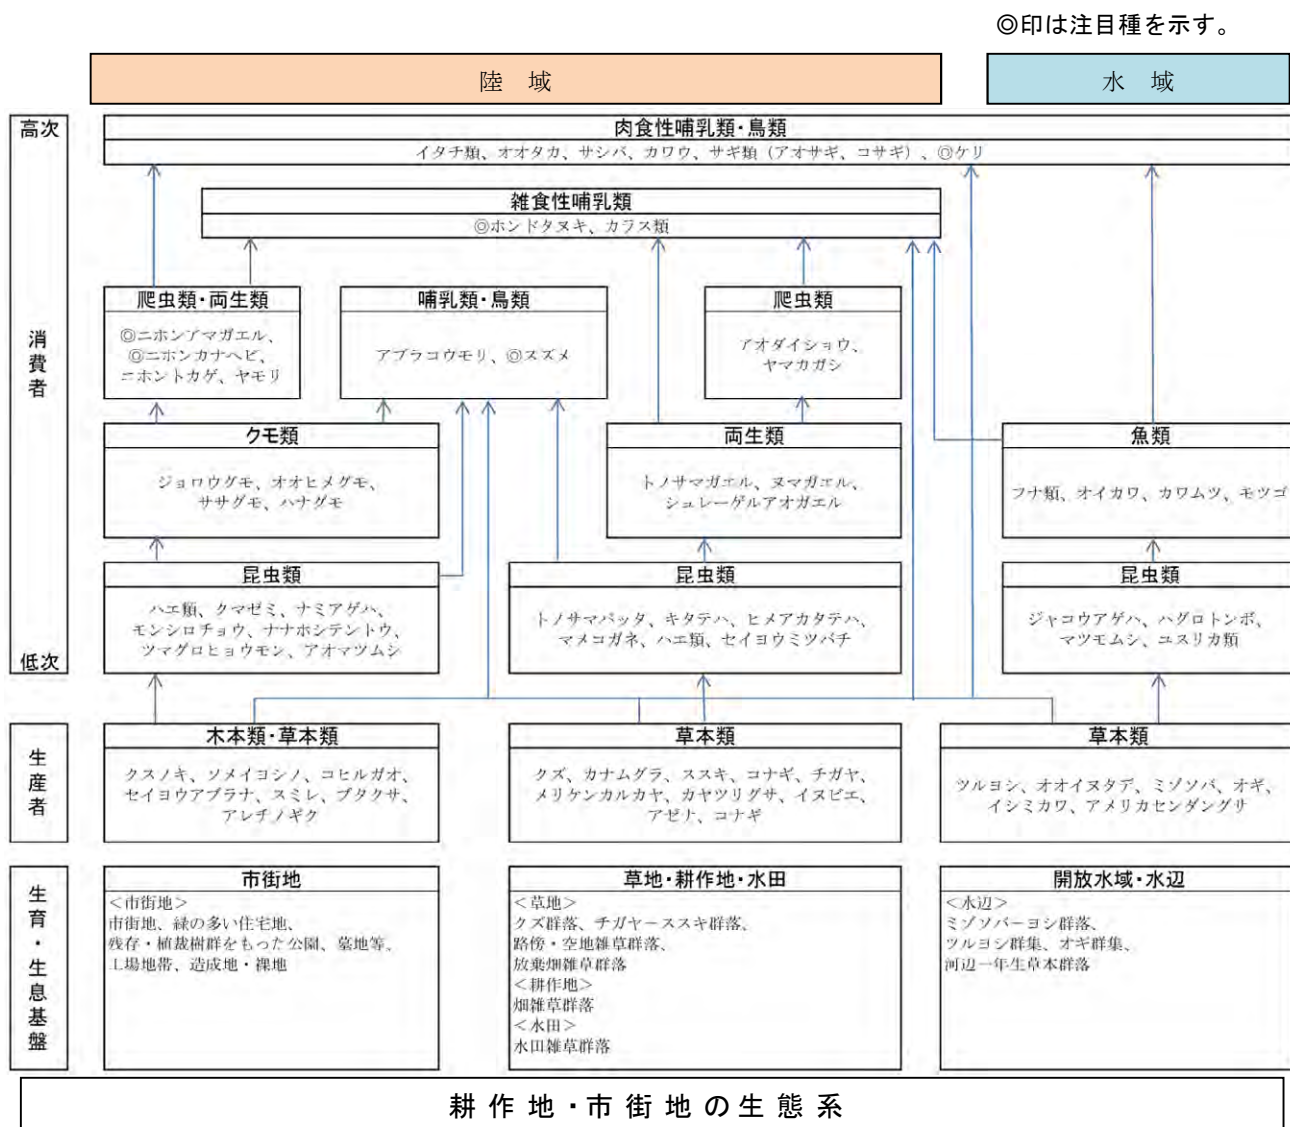 ◎印は注目種を示す。
陸 域
水 域
高次
消費者
低次
肉食性哺乳類・鳥類
イタチ類、オオタカ、サシバ、カワウ、サギ類（アオサギ、コサギ）、◎ケリ
雑食性哺乳類
◎ホンドタヌキ、カラス類
爬虫類・両生類
◎ニホンアマガエル、
◎ニホンカナヘビ、
ニホントカゲ、ヤモリ
哺乳類・鳥類
アブラコウモリ、◎スズメ
爬虫類
アオダイショウ、
ヤマカガシ
クモ類
ジョロウグモ、オオヒメグモ、
ササグモ、ハナグモ
両生類
トノサマガエル、ヌマガエル、
シュレーゲルアオガエル
魚類
フナ類、オイカワ、カワムツ、モツゴ
昆虫類
ハエ類、クマゼミ、ナミアゲハ、
モンシロチョウ、ナナホシテントウ、
ツマグロヒョウモン、アオマツムシ
昆虫類
トノサマバッタ、キタテハ、ヒメアカタテハ、
マメコガネ、ハエ類、セイヨウミツバチ
昆虫類
ジャコウアゲハ、ハグロトンボ、
マツモムシ、ユスリカ類
生産者
木本類・草本類
クスノキ、ソメイヨシノ、コヒルガオ、
セイヨウアブラナ、スミレ、ブタクサ、
アレチノギク
草本類
クズ、カナムグラ、ススキ、コナギ、チガヤ、
メリケンカルカヤ、カヤツリグサ、イヌビエ、
アゼナ、コナギ
草本類
ツルヨシ、オオイヌタデ、ミゾソバ、オギ、
イシミカワ、アメリカセンダングサ
生育・生息基盤
市街地
＜市街地＞
市街地、緑の多い住宅地、
残存・植栽樹群をもった公園、墓地等、
工場地帯、造成地・裸地
草地・耕作地・水田
＜草地＞
クズ群落、チガヤーススキ群落、
路傍・空地雑草群落、
放棄畑雑草群落
＜耕作地＞
畑雑草群落
＜水田＞
水田雑草群落
開放水域・水辺
＜水辺＞
ミゾソバーヨシ群落、
ツルヨシ群集、オギ群集、
河辺一年生草本群落
耕作地・市街地の生態系